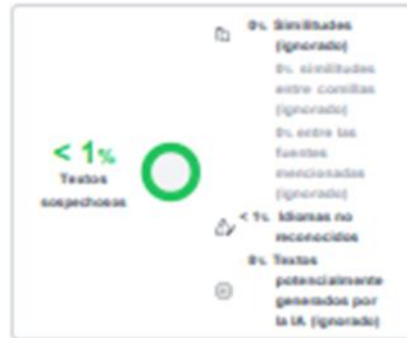 < 1%
Textos
sospechosos
0% Similitudes
(ignorado)
0% similitudes
entre comillas
(ignorado)
0% entre las
fuentes
mencionadas
(ignorado)
< 1% Idiomas no
reconocidos
0% Textos
potencialmente
generados por
la IA (ignorado)